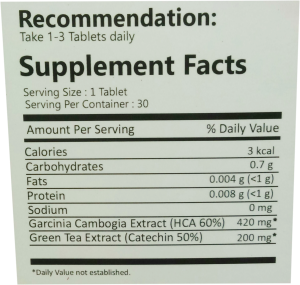 Recommendation:
Take 1-3 Tablets daily
Supplement Facts
Serving Size : 1 Tablet
Serving Per Container : 30
Amount Per Serving % Daily Value
Calories 3 kcal
Carbohydrates 0.7 g
Fats 0.004 g (<1 g)
Protein 0.008 g (<1 g)
Sodium 0 mg
Garcinia Cambogia Extract (HCA 60%) 420 mg*
Green Tea Extract (Catechin 50%) 200 mg*
*Daily Value not established.